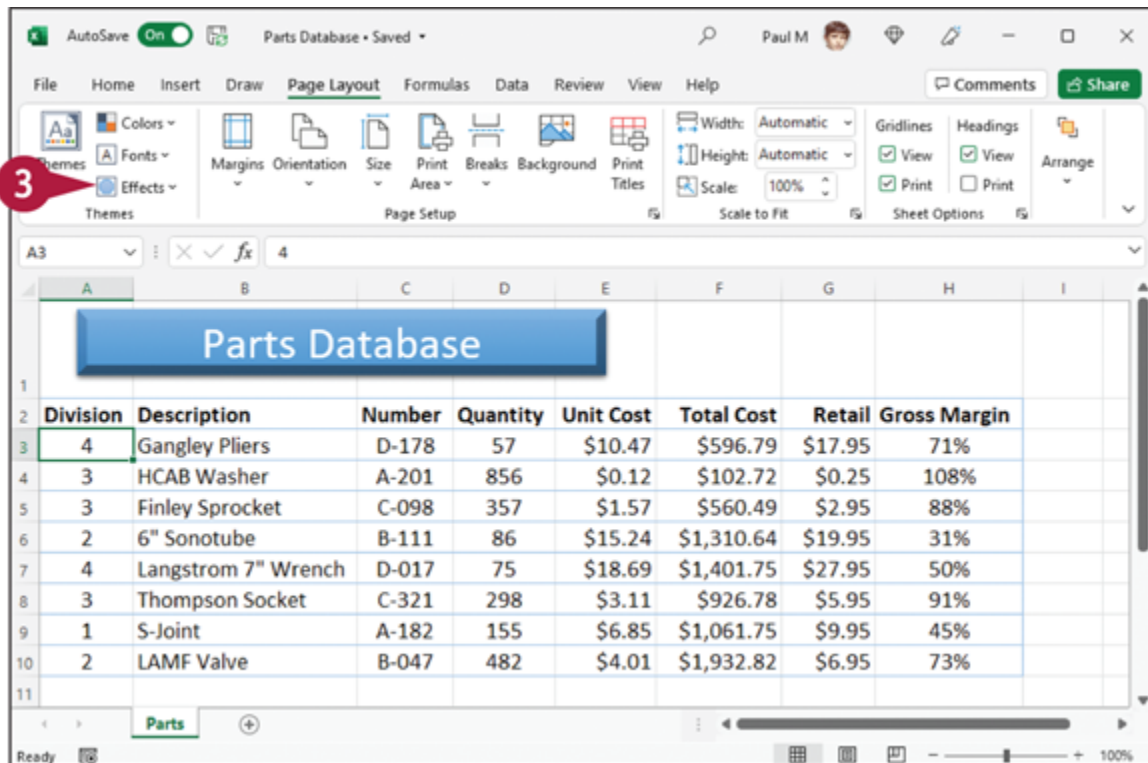 AutoSave On Parts Database • Saved Paul M
File Home Insert Draw Page Layout Formulas Data Review View Help Comments Share
Aa Colors Width: Automatic Gridlines Headings
Themes A Fonts Margins Orientation Size Print Breaks Background Print Height: Automatic View View Arrange
3 Effects Area Titles Scale: 100% Print Print
Themes Page Setup Scale to Fit Sheet Options
A3 fx 4
A B C D E F G H I
1 Parts Database
2 Division Description Number Quantity Unit Cost Total Cost Retail Gross Margin
3 4 Gangley Pliers D-178 57 $10.47 $596.79 $17.95 71%
4 3 HCAB Washer A-201 856 $0.12 $102.72 $0.25 108%
5 3 Finley Sprocket C-098 357 $1.57 $560.49 $2.95 88%
6 2 6" Sonotube B-111 86 $15.24 $1,310.64 $19.95 31%
7 4 Langstrom 7" Wrench D-017 75 $18.69 $1,401.75 $27.95 50%
8 3 Thompson Socket C-321 298 $3.11 $926.78 $5.95 91%
9 1 S-Joint A-182 155 $6.85 $1,061.75 $9.95 45%
10 2 LAMF Valve B-047 482 $4.01 $1,932.82 $6.95 73%
11
Parts
Ready 100%